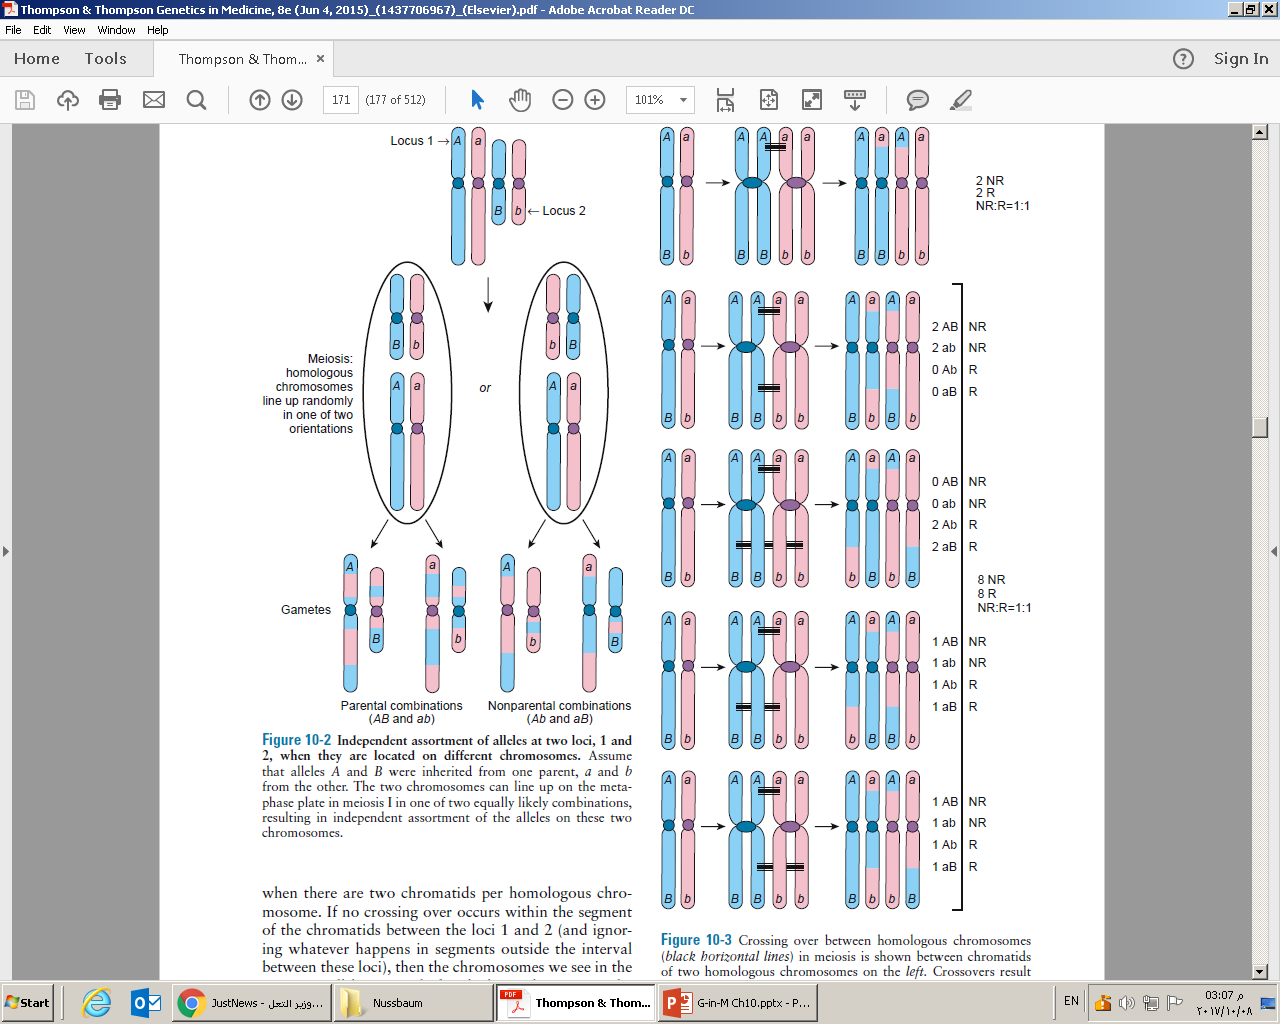 Thompson & Thompson Genetics in Medicine, 8e (Jun 4, 2015)_(1437706967)_(Elsevier).pdf - Adobe Acrobat Reader DC
File Edit View Window Help
Home Tools Thompson & Thom... × ? Sign In
171 (177 of 512) 101%
Locus 1 → A a
B b ← Locus 2
Meiosis:
homologous
chromosomes
line up randomly
in one of two
orientations
B b
A a
or
b B
A a
Gametes
A B a b
A b a B
Parental combinations
(AB and ab)
Nonparental combinations
(Ab and aB)
Figure 10-2 Independent assortment of alleles at two loci, 1 and
2, when they are located on different chromosomes. Assume
that alleles A and B were inherited from one parent, a and b
from the other. The two chromosomes can line up on the meta-
phase plate in meiosis I in one of two equally likely combinations,
resulting in independent assortment of the alleles on these two
chromosomes.
when there are two chromatids per homologous chro-
mosome. If no crossing over occurs within the segment
of the chromatids between the loci 1 and 2 (and ignor-
ing whatever happens in segments outside the interval
between these loci), then the chromosomes we see in the
A a A A a a A a A a
B b B B b b B B b b
2 NR
2 R
NR:R=1:1
A a A A a a A a A a
B b B B b b B b B b
2 AB NR
2 ab NR
0 Ab R
0 aB R
A a A A a a A a A a
B b B B b b b B b B
0 AB NR
0 ab NR
2 Ab R
2 aB R
8 NR
8 R
NR:R=1:1
A a A A a a A a A a
B b B B b b b B B b
1 AB NR
1 ab NR
1 Ab R
1 aB R
A a A A a a A a A a
B b B B b b B b b B
1 AB NR
1 ab NR
1 Ab R
1 aB R
Figure 10-3 Crossing over between homologous chromosomes
(black horizontal lines) in meiosis is shown between chromatids
of two homologous chromosomes on the left. Crossovers result
Start JustNews - وزير التعل... Nussbaum PDF Thompson & Thom... G-in-M Ch10.pptx - P... EN 03:07 م
٢٠١٧/١٠/٠٨